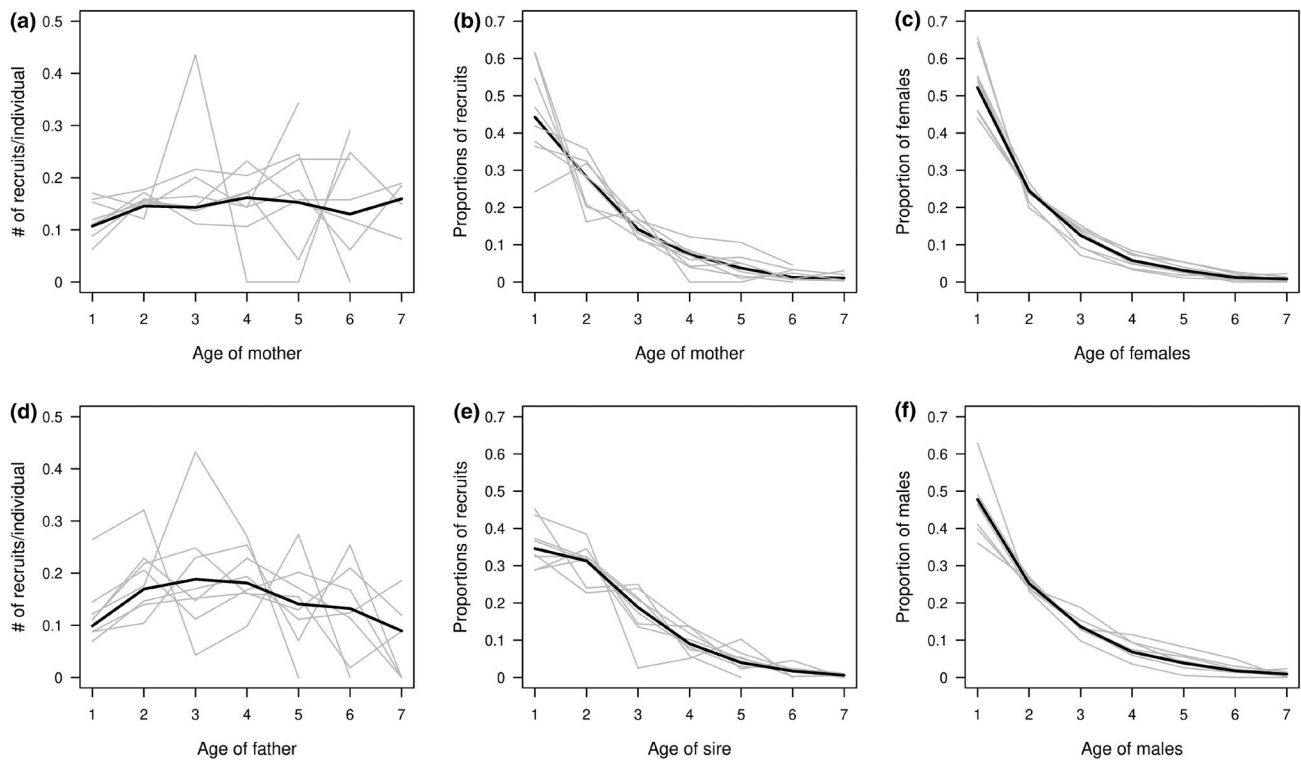 (a)
# of recruits/individual
0.5
0.4
0.3
0.2
0.1
0
1 2 3 4 5 6 7
Age of mother
(b)
Proportions of recruits
0.7
0.6
0.5
0.4
0.3
0.2
0.1
0
1 2 3 4 5 6 7
Age of mother
(c)
Proportion of females
0.7
0.6
0.5
0.4
0.3
0.2
0.1
0
1 2 3 4 5 6 7
Age of females
(d)
# of recruits/individual
0.5
0.4
0.3
0.2
0.1
0
1 2 3 4 5 6 7
Age of father
(e)
Proportions of recruits
0.7
0.6
0.5
0.4
0.3
0.2
0.1
0
1 2 3 4 5 6 7
Age of sire
(f)
Proportion of males
0.7
0.6
0.5
0.4
0.3
0.2
0.1
0
1 2 3 4 5 6 7
Age of males